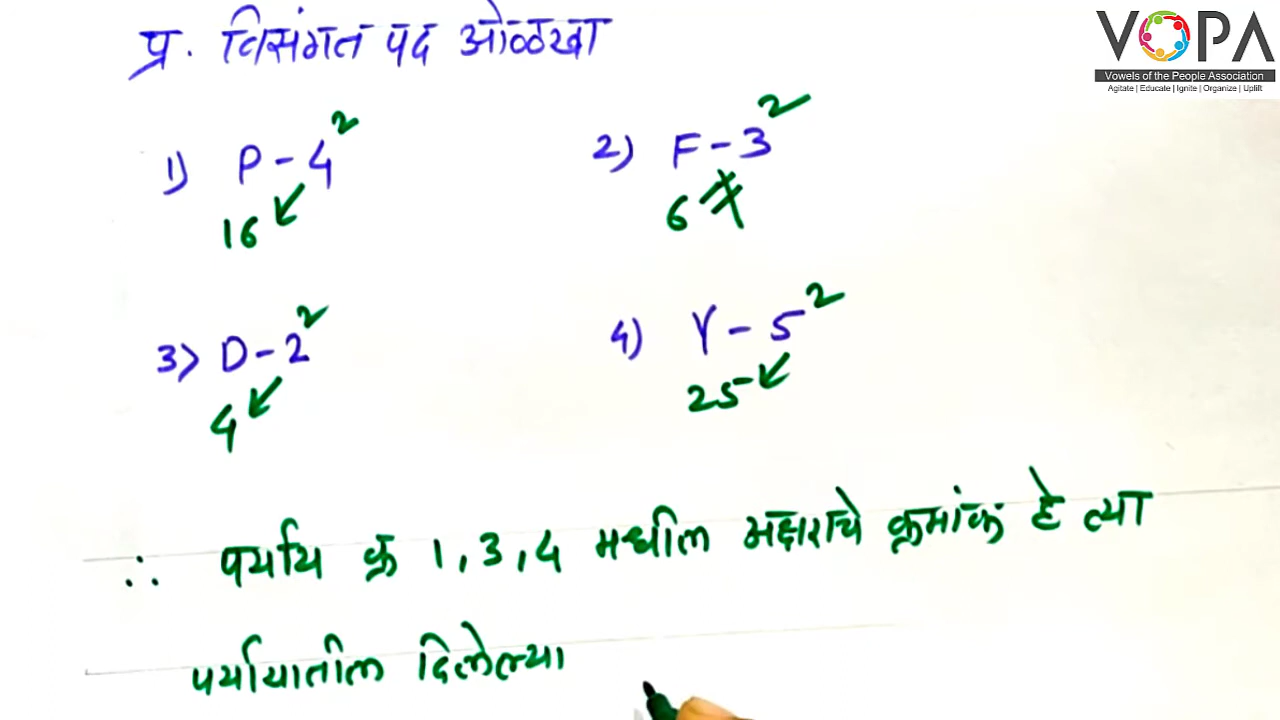 प्र. विसंगत पद ओळखा
VOPA
Vowels of the People Association
Agitate | Educate | Ignite | Organize | Uplift
1) P - 4²
16
2) F - 3²
6
3) D - 2²
4
4) Y - 5²
25
∴ पर्याय क्र 1, 3, 4 मधील अक्षराचे क्रमांक हे त्या
पर्यायातील दिलेल्या